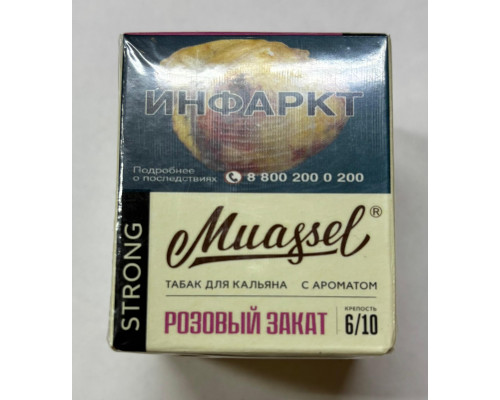 ИНФАРКТ
Подробнее
о последствиях 8 800 200 0 200
STRONG
Muassel®
ТАБАК ДЛЯ КАЛЬЯНА С АРОМАТОМ
РОЗОВЫЙ ЗАКАТ
КРЕПОСТЬ
6/10